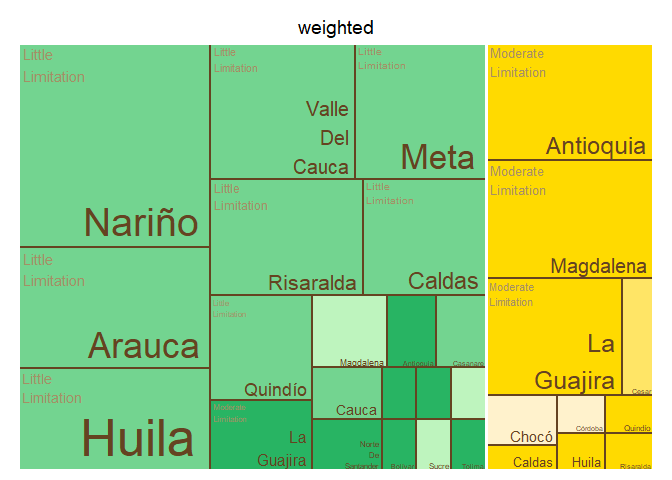 weighted
Little
Limitation
Nariño
Little
Limitation
Arauca
Little
Limitation
Huila
Little
Limitation
Valle
Del
Cauca
Little
Limitation
Meta
Little
Limitation
Risaralda
Little
Limitation
Caldas
Little
Limitation
Quindío
Moderate
Limitation
La
Guajira
Magdalena
Antioquia
Casanare
Cauca
Norte
De
Santander
Bolívar
Sucre
Tolima
Moderate
Limitation
Antioquia
Moderate
Limitation
Magdalena
Moderate
Limitation
La
Guajira
Cesar
Chocó
Córdoba
Quindío
Caldas
Huila
Risaralda